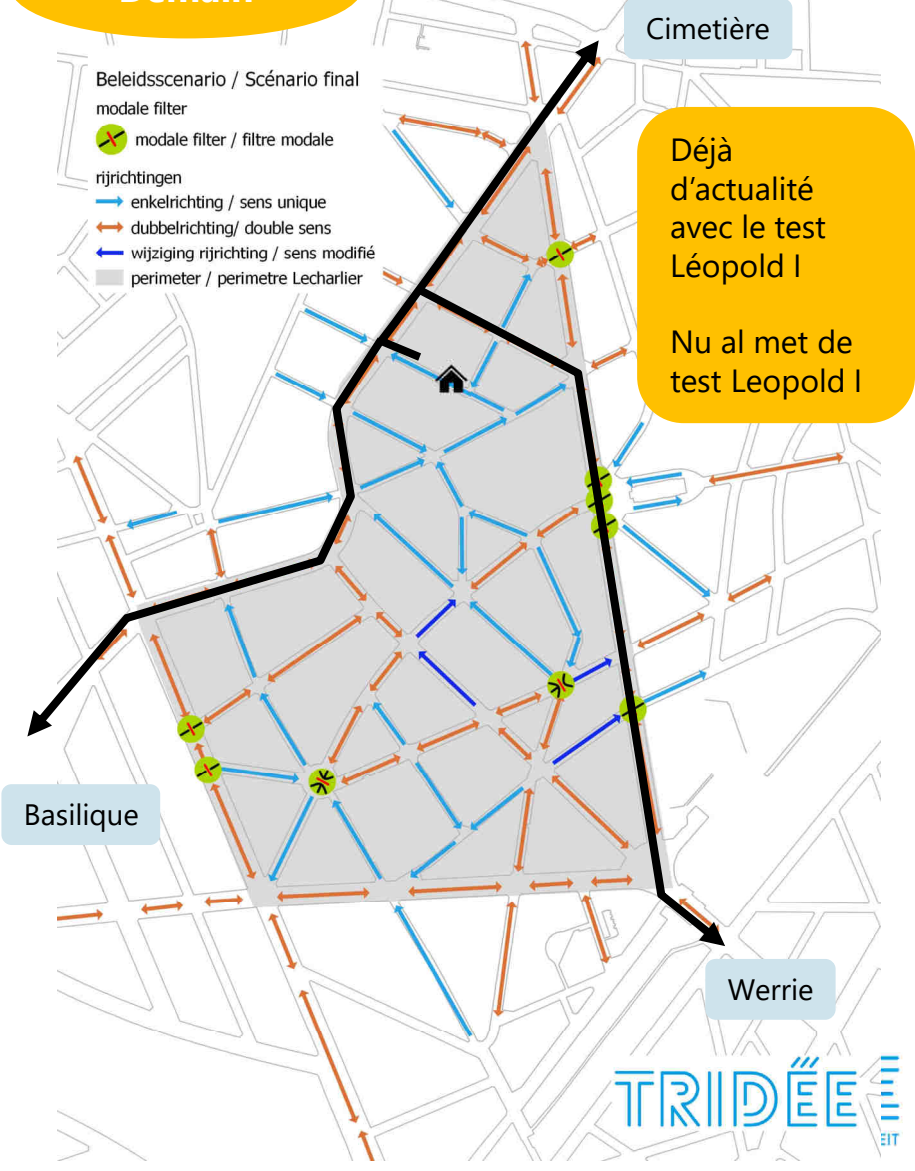 Demain
Cimetière
Beleidsscenario / Scénario final
modale filter
modale filter / filtre modale
rijrichtingen
enkelrichting / sens unique
dubbelrichting/ double sens
wijziging rijrichting / sens modifié
perimeter / perimetre Lecharlier
Déjà
d'actualité
avec le test
Léopold I
Nu al met de
test Leopold I
Basilique
Werrie
TRIDËE
EIT